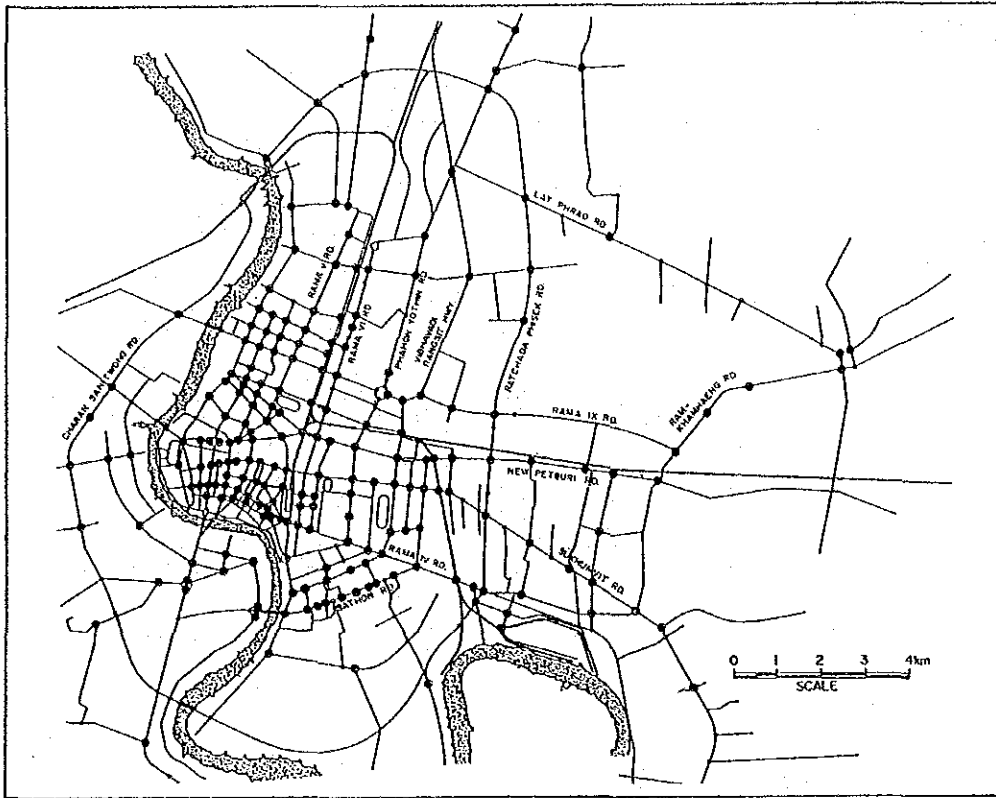 LAT PHRAO RD.
RAMA V RD.
RAMA VI RD
PHAHON YOTHIN RD
VIBHAVADI
RANGSIT HWY.
RATCHADA PHISEK RD.
CHARAN SANITWONG RD.
RAMA IX RD.
RAM-
KHAMHAENG RD
NEW PETBURI RD.
SUKHUMVIT RD.
RAMA IV RD.
SATHON RD
0 1 2 3 4km
SCALE